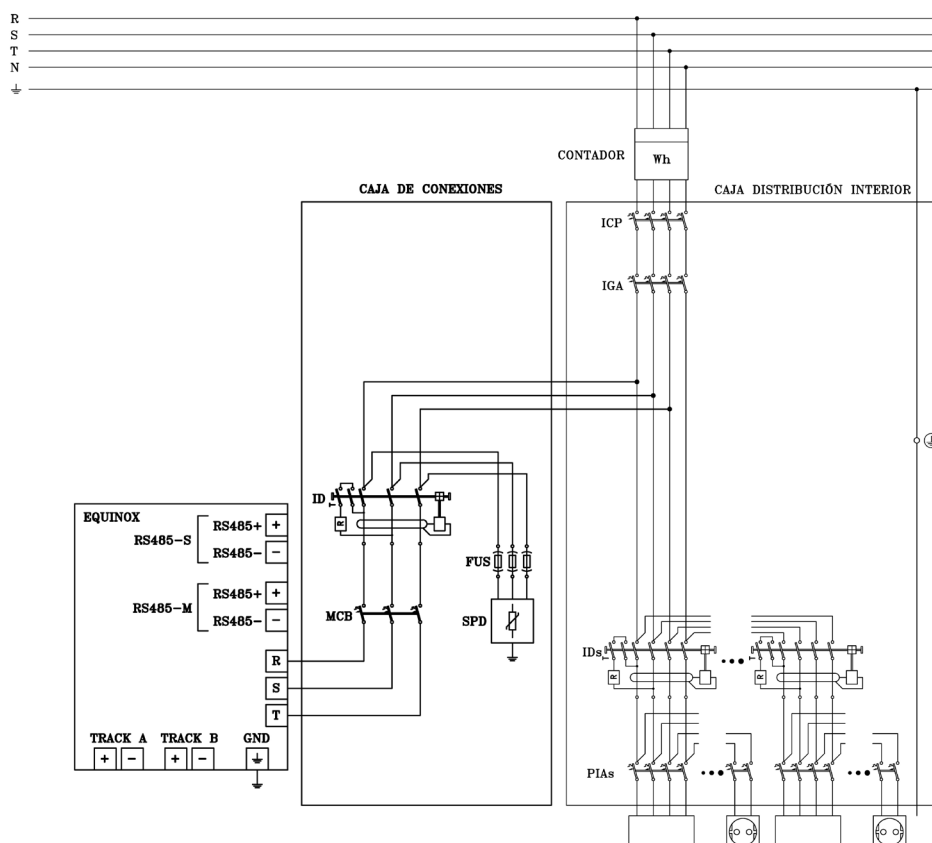 R
S
T
N
CONTADOR
Wh
CAJA DE CONEXIONES
CAJA DISTRIBUCIÓN INTERIOR
ICP
IGA
ID
R
EQUINOX
RS485-S
RS485+ +
RS485- −
RS485-M
RS485+ +
RS485- −
FUS
MCB
SPD
R
S
T
IDs
R
R
TRACK A
TRACK B
GND
+ −
+ −
PIAs